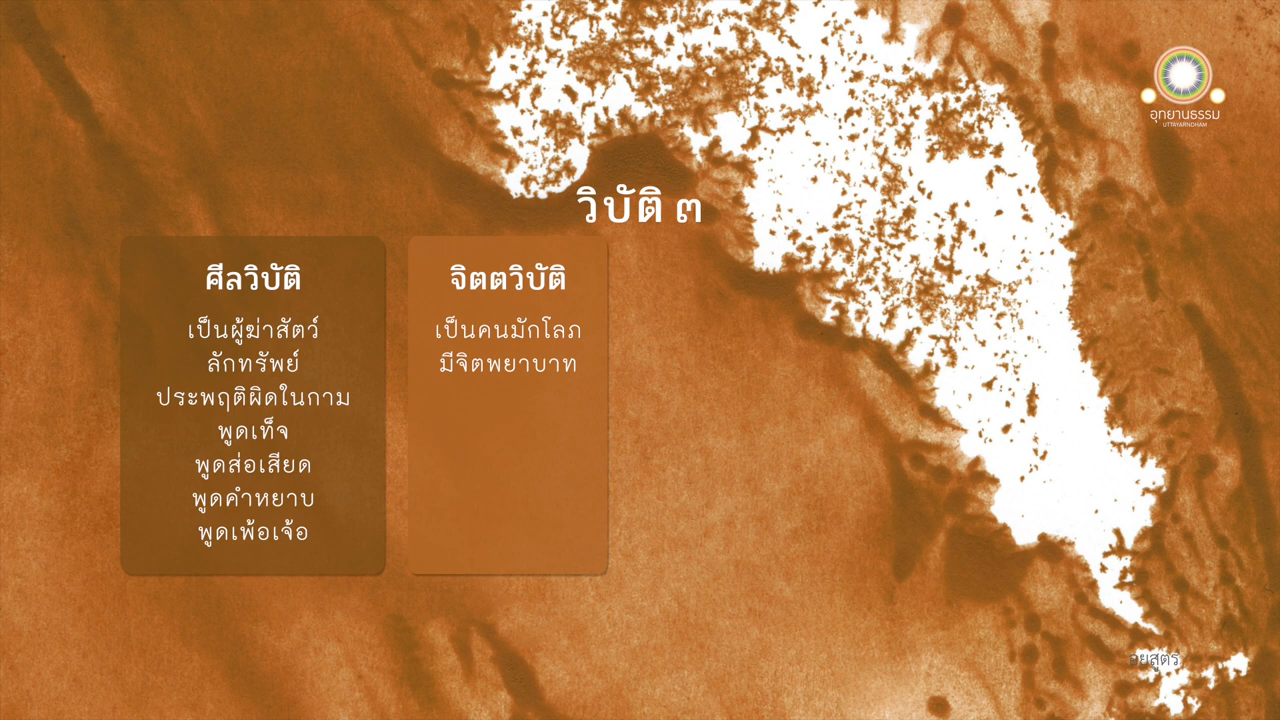 อุทยานธรรม
UTTAYARNDHAM
วิบัติ ๓
ศีลวิบัติ
เป็นผู้ฆ่าสัตว์
ลักทรัพย์
ประพฤติผิดในกาม
พูดเท็จ
พูดส่อเสียด
พูดคำหยาบ
พูดเพ้อเจ้อ
จิตตวิบัติ
เป็นคนมักโลภ
มีจิตพยาบาท